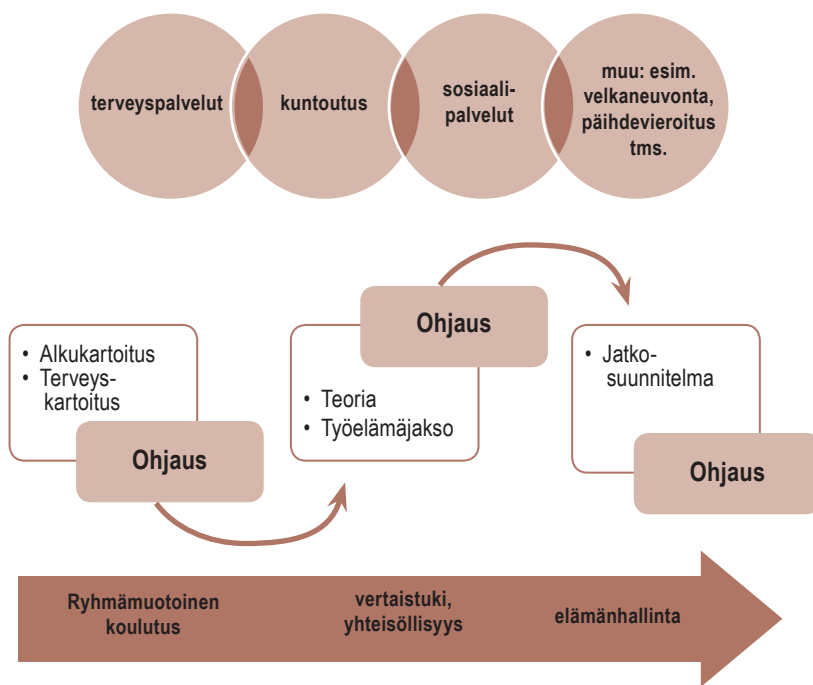 terveyspalvelut
kuntoutus
sosiaali-
palvelut
muu: esim.
velkaneuvonta,
päihdevieroitus
tms.
• Alkukartoitus
• Terveys-
kartoitus
Ohjaus
Ohjaus
• Teoria
• Työelämäjakso
• Jatko-
suunnitelma
Ohjaus
Ryhmämuotoinen
koulutus
vertaistuki,
yhteisöllisyys
elämänhallinta